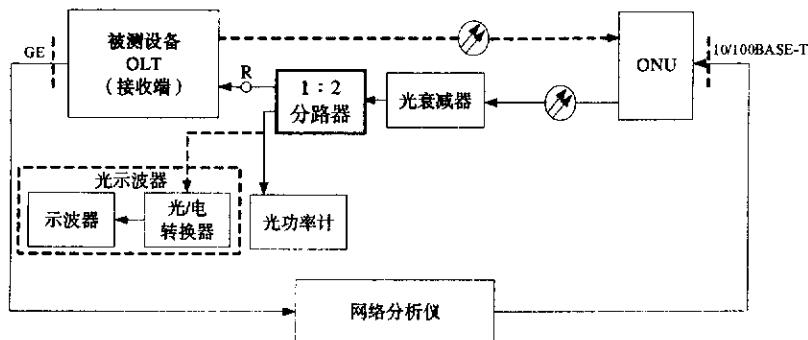 GE
被测设备
OLT
（接收端）
R
1：2
分路器
光衰减器
ONU
10/100BASE-T
光示波器
示波器
光/电
转换器
光功率计
网络分析仪